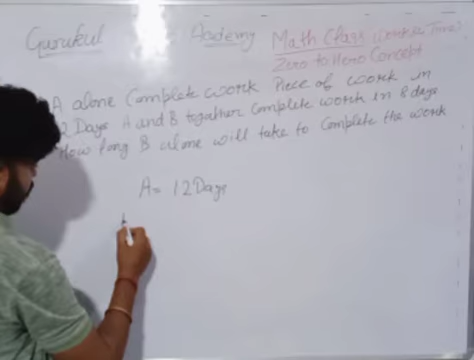 Gurukul Academy Math Class (Work & Time)
Zero to Hero Concept
A alone Complete work Piece of work in
2 Days A and B together Complete work in 8 days
How long B alone will take to Complete the work
A= 12 Days